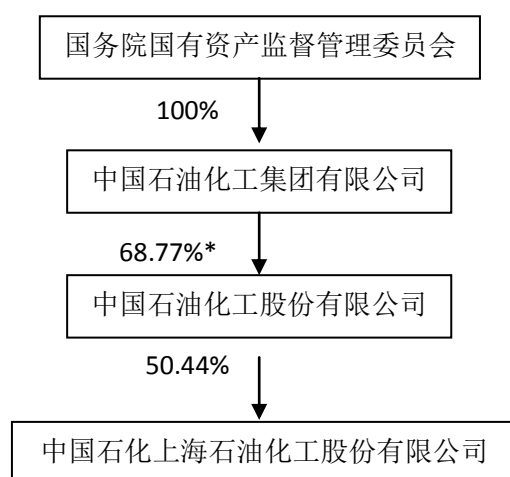 国务院国有资产监督管理委员会
100%
中国石油化工集团有限公司
68.77%*
中国石油化工股份有限公司
50.44%
中国石化上海石油化工股份有限公司